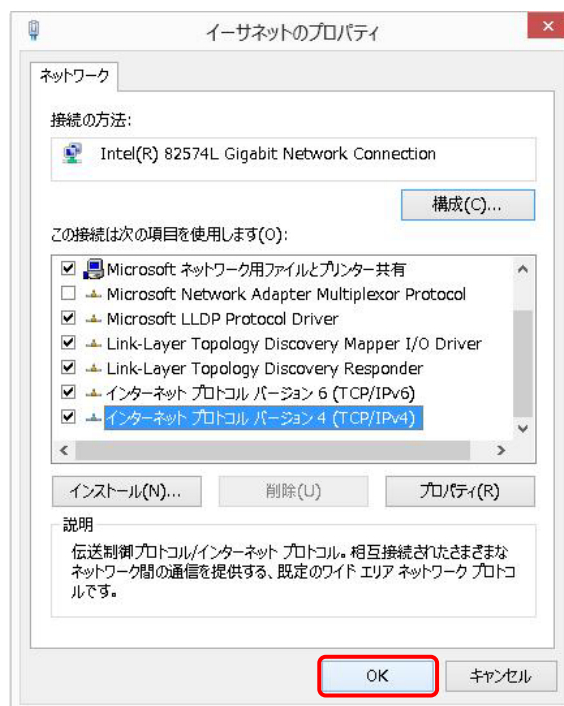 イーサネットのプロパティ
ネットワーク
接続の方法:
Intel(R) 82574L Gigabit Network Connection
構成(C)...
この接続は次の項目を使用します(O):
Microsoft ネットワーク用ファイルとプリンター共有
Microsoft Network Adapter Multiplexor Protocol
Microsoft LLDP Protocol Driver
Link-Layer Topology Discovery Mapper I/O Driver
Link-Layer Topology Discovery Responder
インターネット プロトコル バージョン 6 (TCP/IPv6)
インターネット プロトコル バージョン 4 (TCP/IPv4)
インストール(N)...
削除(U)
プロパティ(R)
説明
伝送制御プロトコル/インターネット プロトコル。相互接続されたさまざまな
ネットワーク間の通信を提供する、既定のワイド エリア ネットワーク プロトコ
ルです。
OK
キャンセル